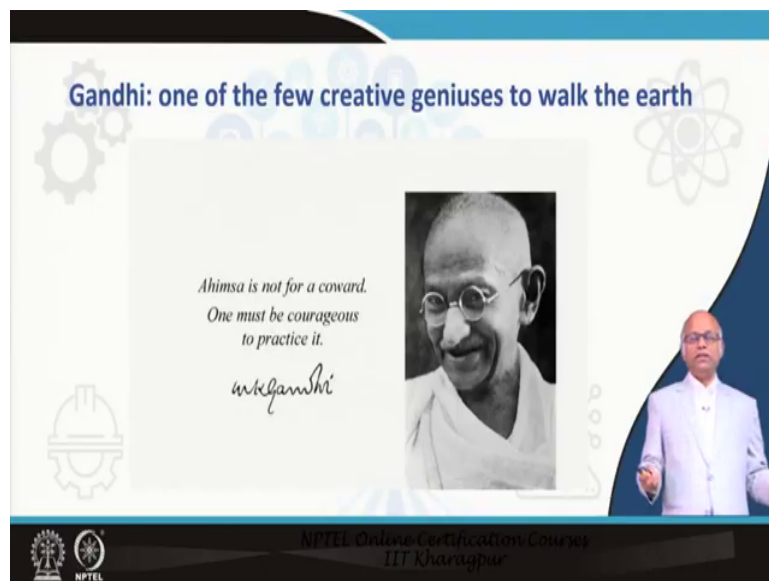 Gandhi: one of the few creative geniuses to walk the earth
Ahimsa is not for a coward.
One must be courageous
to practice it.
mkgandhi
NPTEL Online Certification Courses
IIT Kharagpur
NPTEL